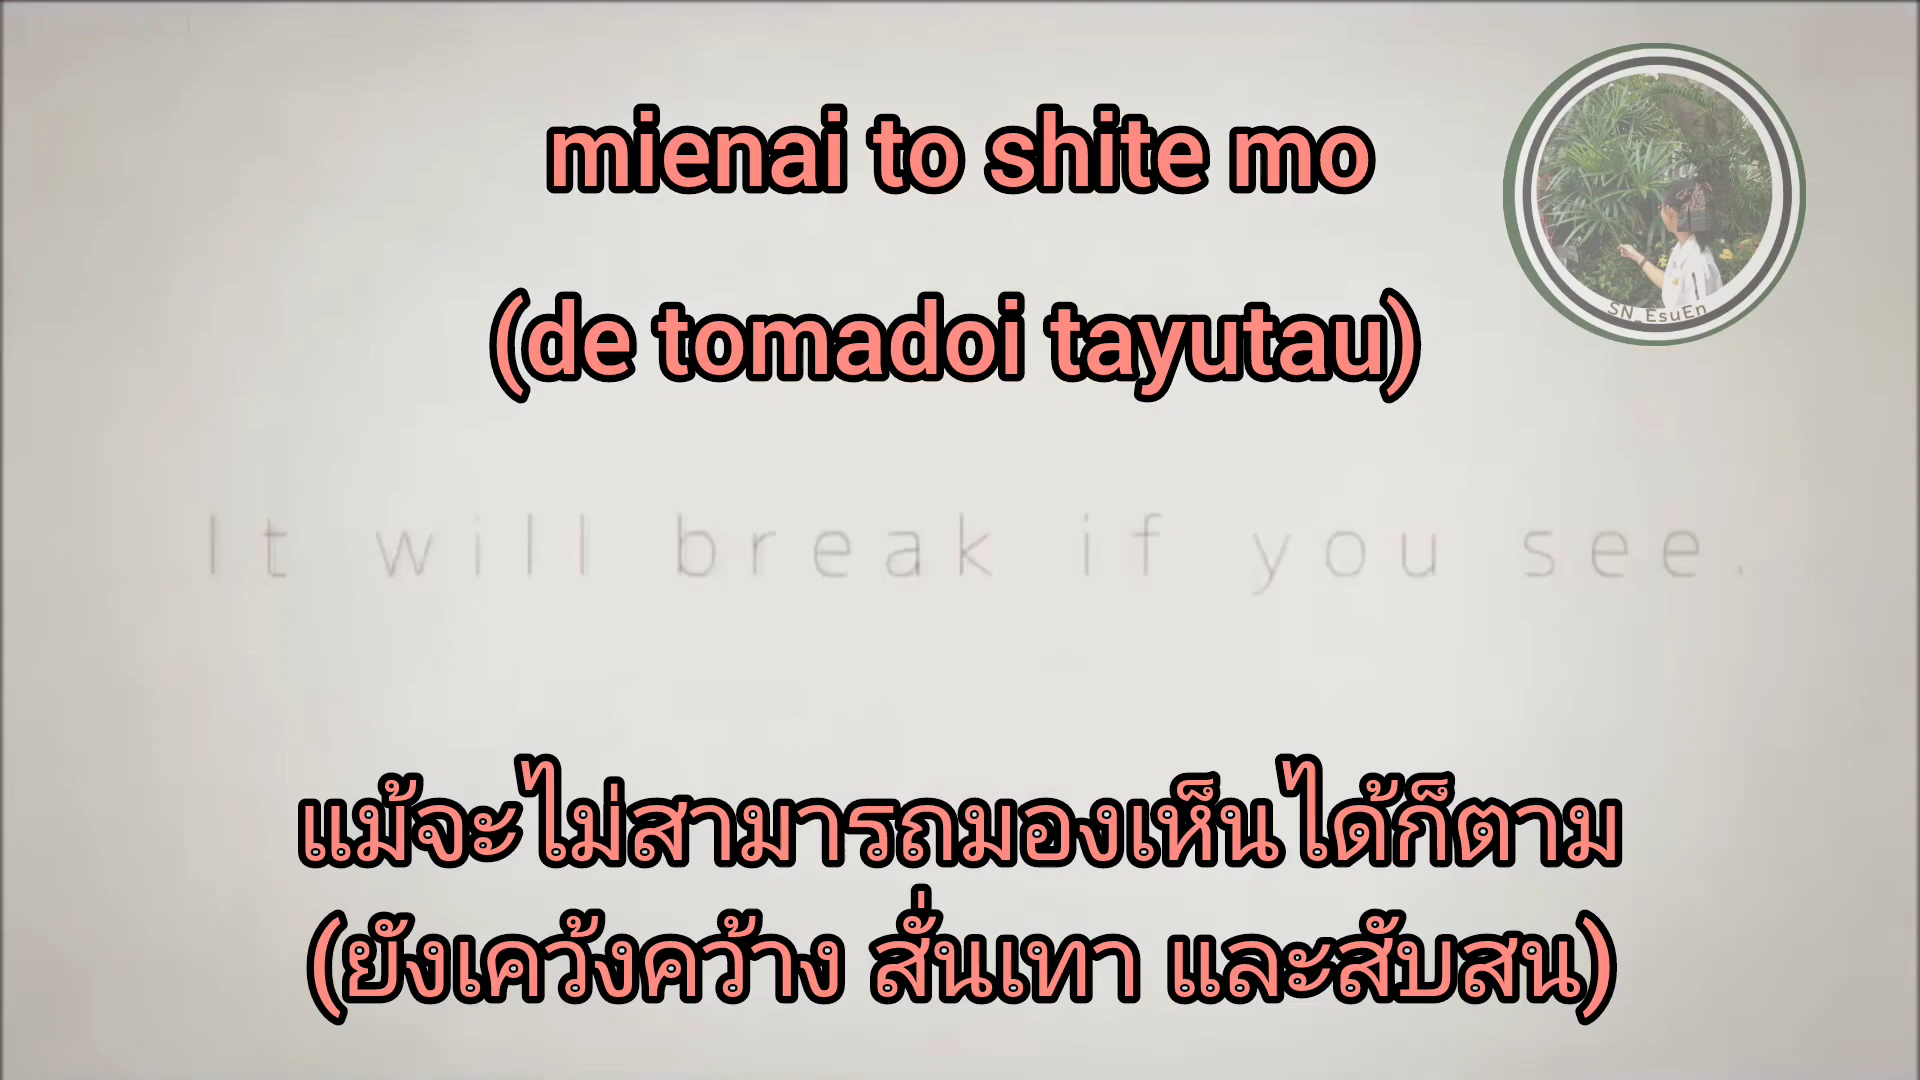 mienai to shite mo
SN_EsuEn
(de tomadoi tayutau)
It will break if you see.
แม้จะไม่สามารถมองเห็นได้ก็ตาม
(ยังเคว้งคว้าง สั่นเทา และสับสน)